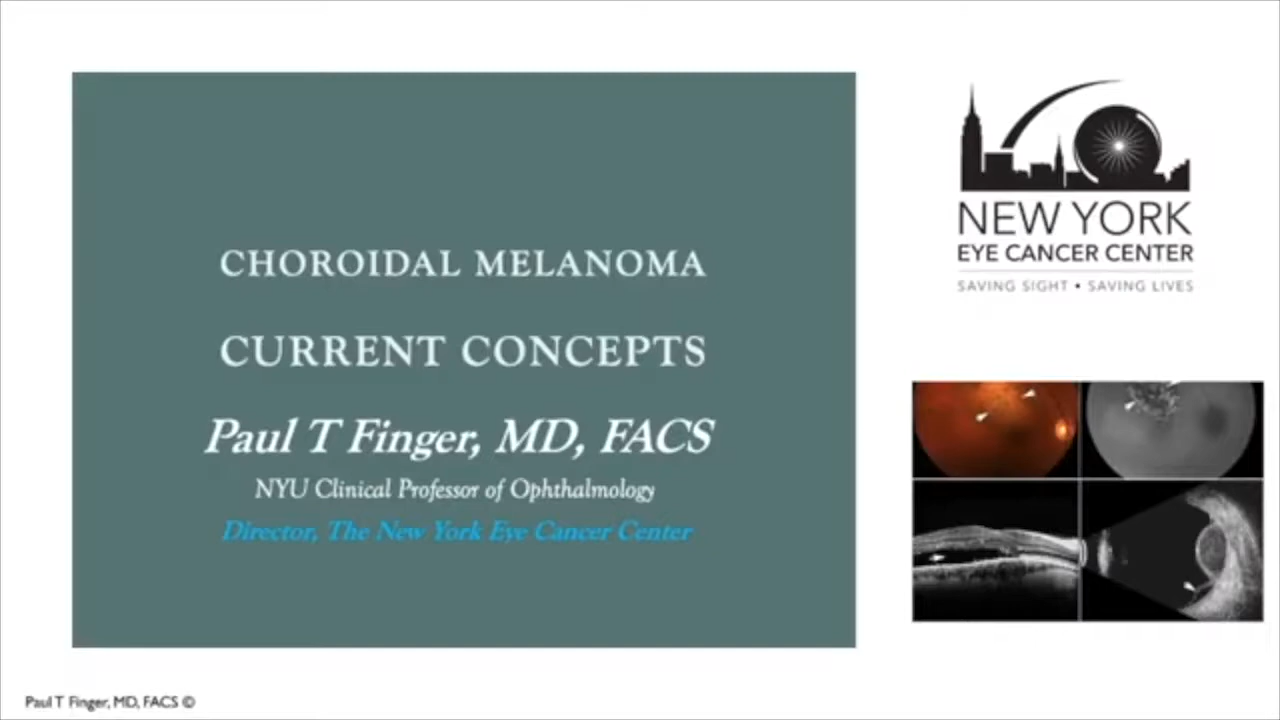 CHOROIDAL MELANOMA
CURRENT CONCEPTS
Paul T Finger, MD, FACS
NYU Clinical Professor of Ophthalmology
Director, The New York Eye Cancer Center
NEW YORK
EYE CANCER CENTER
SAVING SIGHT • SAVING LIVES
Paul T Finger, MD, FACS ©